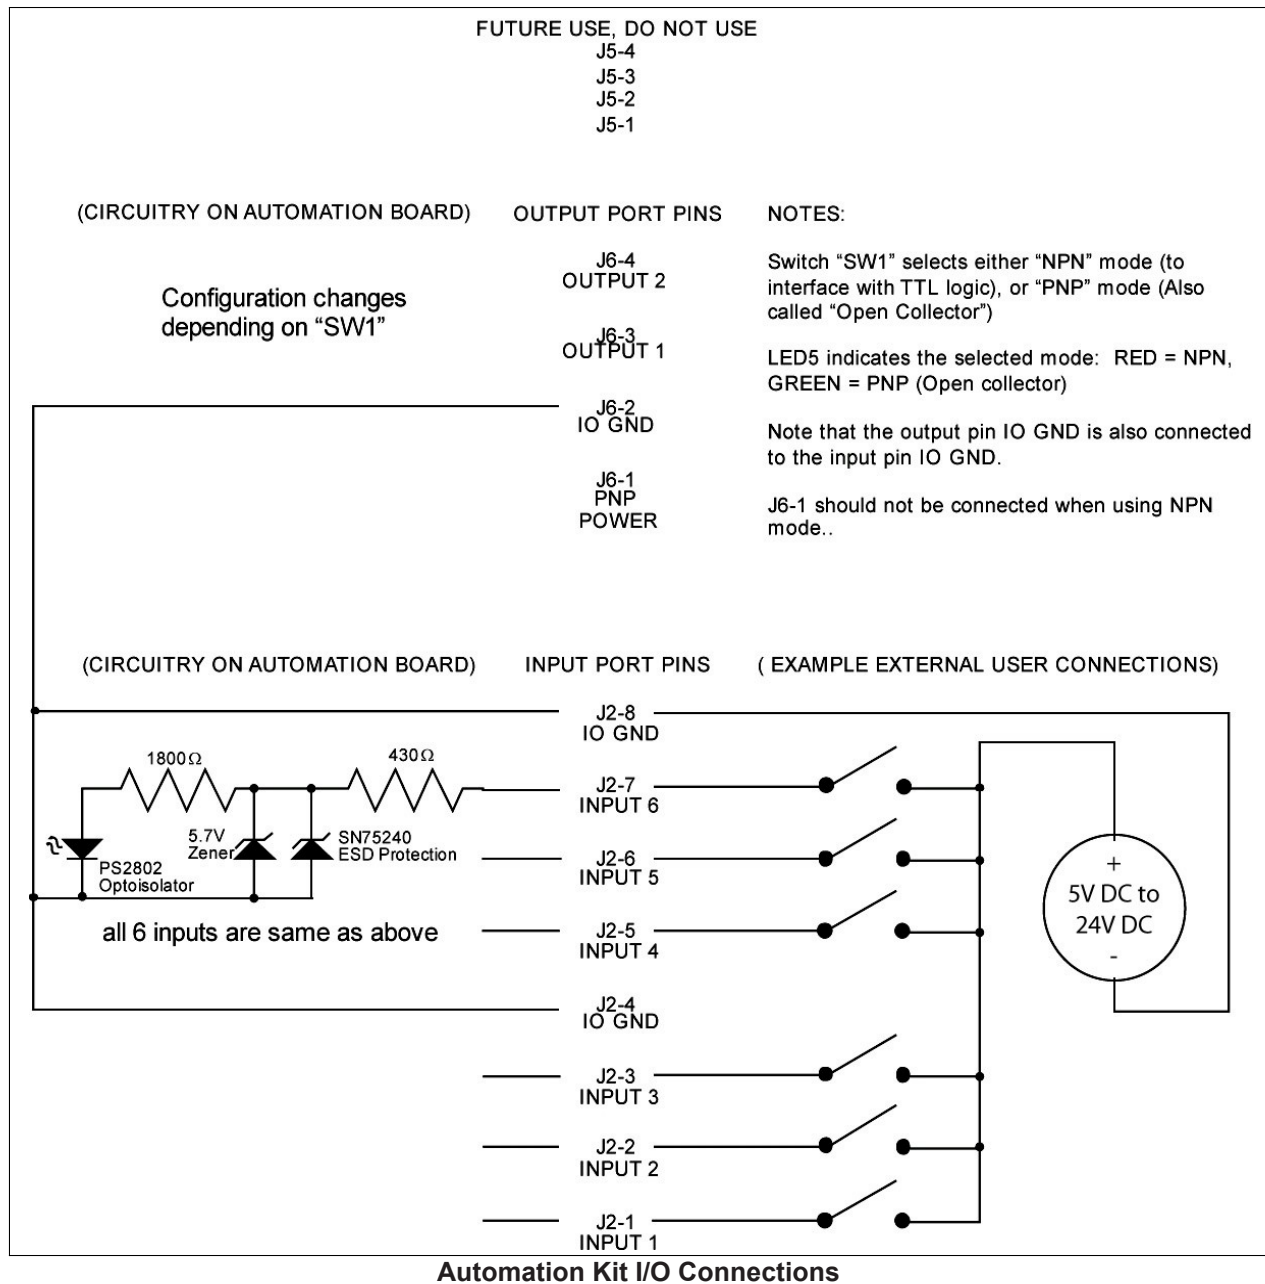 FUTURE USE, DO NOT USE
J5-4
J5-3
J5-2
J5-1
(CIRCUITRY ON AUTOMATION BOARD)
Configuration changes
depending on “SW1”
OUTPUT PORT PINS
J6-4
OUTPUT 2
J6-3
OUTPUT 1
J6-2
IO GND
J6-1
PNP
POWER
NOTES:
Switch “SW1” selects either “NPN” mode (to
interface with TTL logic), or “PNP” mode (Also
called “Open Collector”)
LED5 indicates the selected mode: RED = NPN,
GREEN = PNP (Open collector)
Note that the output pin IO GND is also connected
to the input pin IO GND.
J6-1 should not be connected when using NPN
mode..
(CIRCUITRY ON AUTOMATION BOARD)
1800Ω
430Ω
5.7V
Zener
SN75240
ESD Protection
PS2802
Optoisolator
all 6 inputs are same as above
INPUT PORT PINS
J2-8
IO GND
J2-7
INPUT 6
J2-6
INPUT 5
J2-5
INPUT 4
J2-4
IO GND
J2-3
INPUT 3
J2-2
INPUT 2
J2-1
INPUT 1
( EXAMPLE EXTERNAL USER CONNECTIONS)
+
5V DC to
24V DC
-
Automation Kit I/O Connections